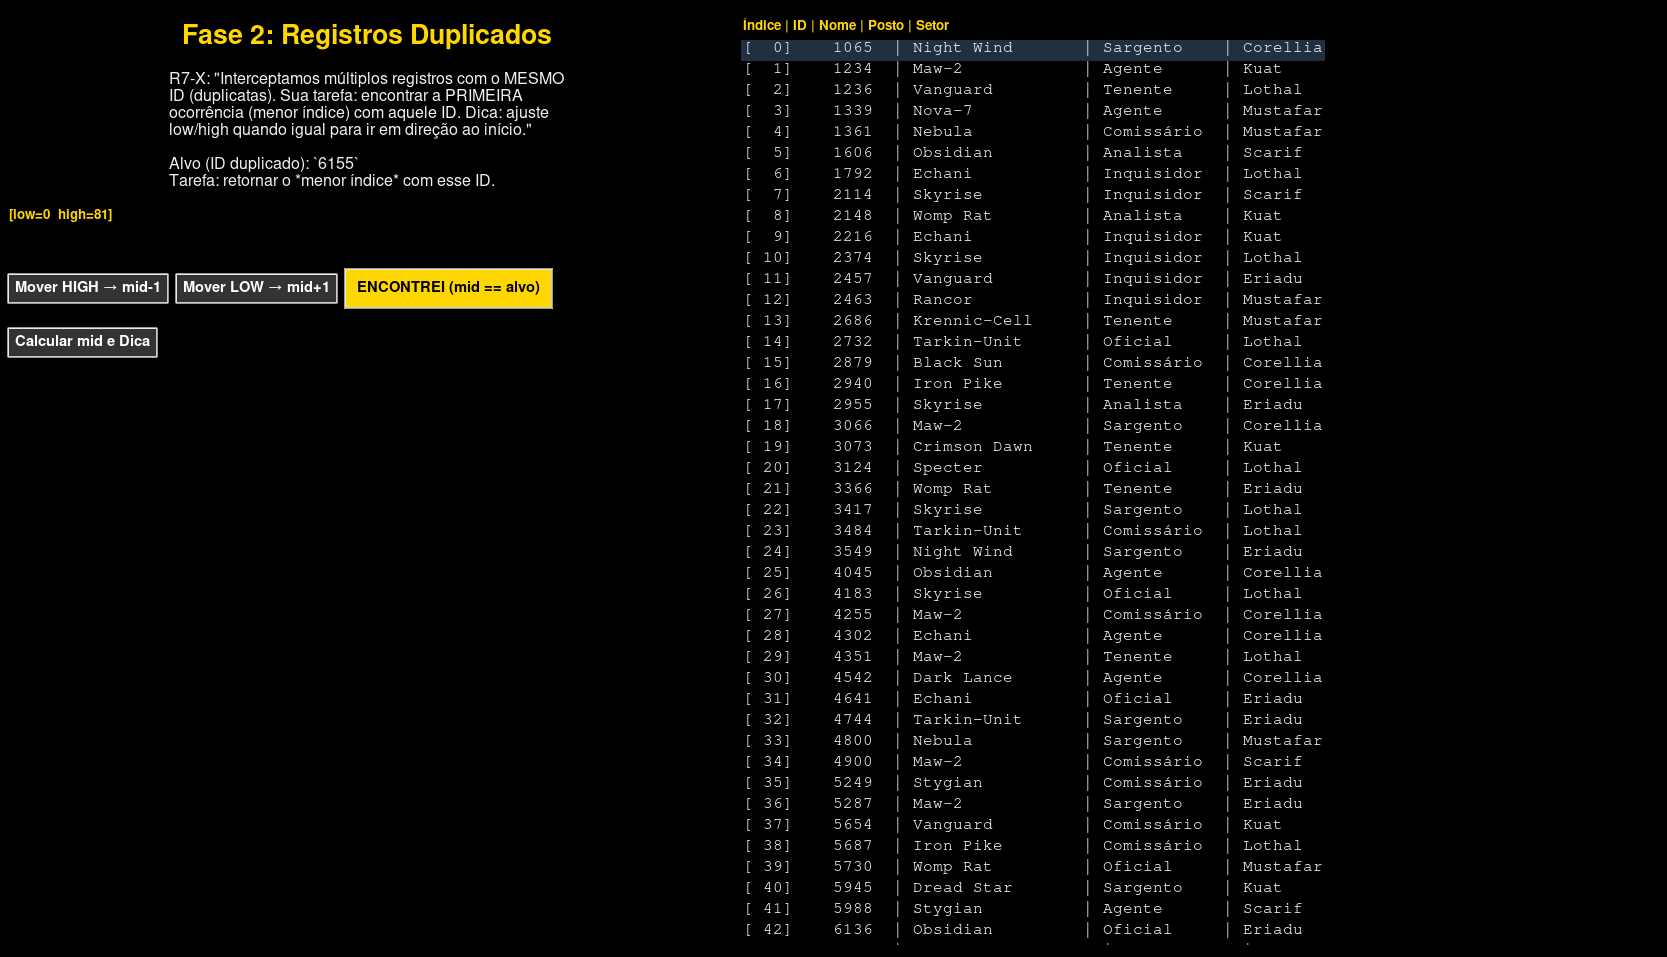 Fase 2: Registros Duplicados
R7-X: "Interceptamos múltiplos registros com o MESMO
ID (duplicatas). Sua tarefa: encontrar a PRIMEIRA
ocorrência (menor índice) com aquele ID. Dica: ajuste
low/high quando igual para ir em direção ao início."
Alvo (ID duplicado): `6155`
Tarefa: retornar o *menor índice* com esse ID.
[low=0 high=81]
Mover HIGH → mid-1
Mover LOW → mid+1
ENCONTREI (mid == alvo)
Calcular mid e Dica
Índice | ID | Nome | Posto | Setor
[ 0] 1065 | Night Wind | Sargento | Corellia
[ 1] 1234 | Maw-2 | Agente | Kuat
[ 2] 1236 | Vanguard | Tenente | Lothal
[ 3] 1339 | Nova-7 | Agente | Mustafar
[ 4] 1361 | Nebula | Comissário | Mustafar
[ 5] 1606 | Obsidian | Analista | Scarif
[ 6] 1792 | Echani | Inquisidor | Lothal
[ 7] 2114 | Skyrise | Inquisidor | Scarif
[ 8] 2148 | Womp Rat | Analista | Kuat
[ 9] 2216 | Echani | Inquisidor | Kuat
[ 10] 2374 | Skyrise | Inquisidor | Lothal
[ 11] 2457 | Vanguard | Inquisidor | Eriadu
[ 12] 2463 | Rancor | Inquisidor | Mustafar
[ 13] 2686 | Krennic-Cell | Tenente | Mustafar
[ 14] 2732 | Tarkin-Unit | Oficial | Lothal
[ 15] 2879 | Black Sun | Comissário | Corellia
[ 16] 2940 | Iron Pike | Tenente | Corellia
[ 17] 2955 | Skyrise | Analista | Eriadu
[ 18] 3066 | Maw-2 | Sargento | Corellia
[ 19] 3073 | Crimson Dawn | Tenente | Kuat
[ 20] 3124 | Specter | Oficial | Lothal
[ 21] 3366 | Womp Rat | Tenente | Eriadu
[ 22] 3417 | Skyrise | Sargento | Lothal
[ 23] 3484 | Tarkin-Unit | Comissário | Lothal
[ 24] 3549 | Night Wind | Sargento | Eriadu
[ 25] 4045 | Obsidian | Agente | Corellia
[ 26] 4183 | Skyrise | Oficial | Lothal
[ 27] 4255 | Maw-2 | Comissário | Corellia
[ 28] 4302 | Echani | Agente | Corellia
[ 29] 4351 | Maw-2 | Tenente | Lothal
[ 30] 4542 | Dark Lance | Agente | Corellia
[ 31] 4641 | Echani | Oficial | Eriadu
[ 32] 4744 | Tarkin-Unit | Sargento | Eriadu
[ 33] 4800 | Nebula | Sargento | Mustafar
[ 34] 4900 | Maw-2 | Comissário | Scarif
[ 35] 5249 | Stygian | Comissário | Eriadu
[ 36] 5287 | Maw-2 | Sargento | Eriadu
[ 37] 5654 | Vanguard | Comissário | Kuat
[ 38] 5687 | Iron Pike | Comissário | Lothal
[ 39] 5730 | Womp Rat | Oficial | Mustafar
[ 40] 5945 | Dread Star | Sargento | Kuat
[ 41] 5988 | Stygian | Agente | Scarif
[ 42] 6136 | Obsidian | Oficial | Eriadu